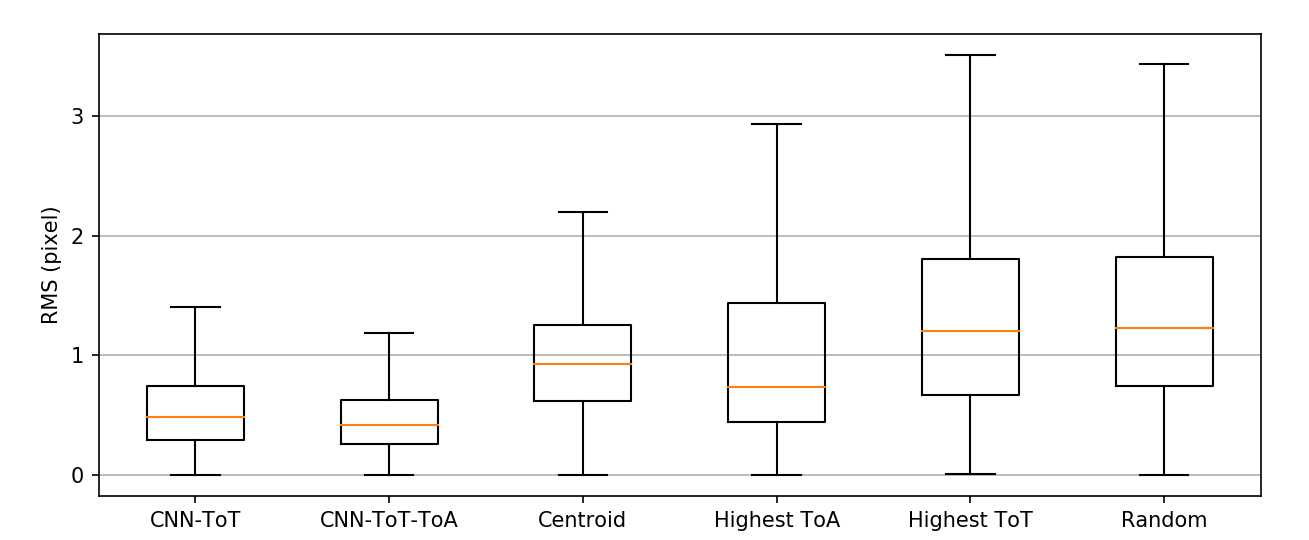 RMS (pixel)
3
2
1
0
CNN-ToT
CNN-ToT-ToA
Centroid
Highest ToA
Highest ToT
Random